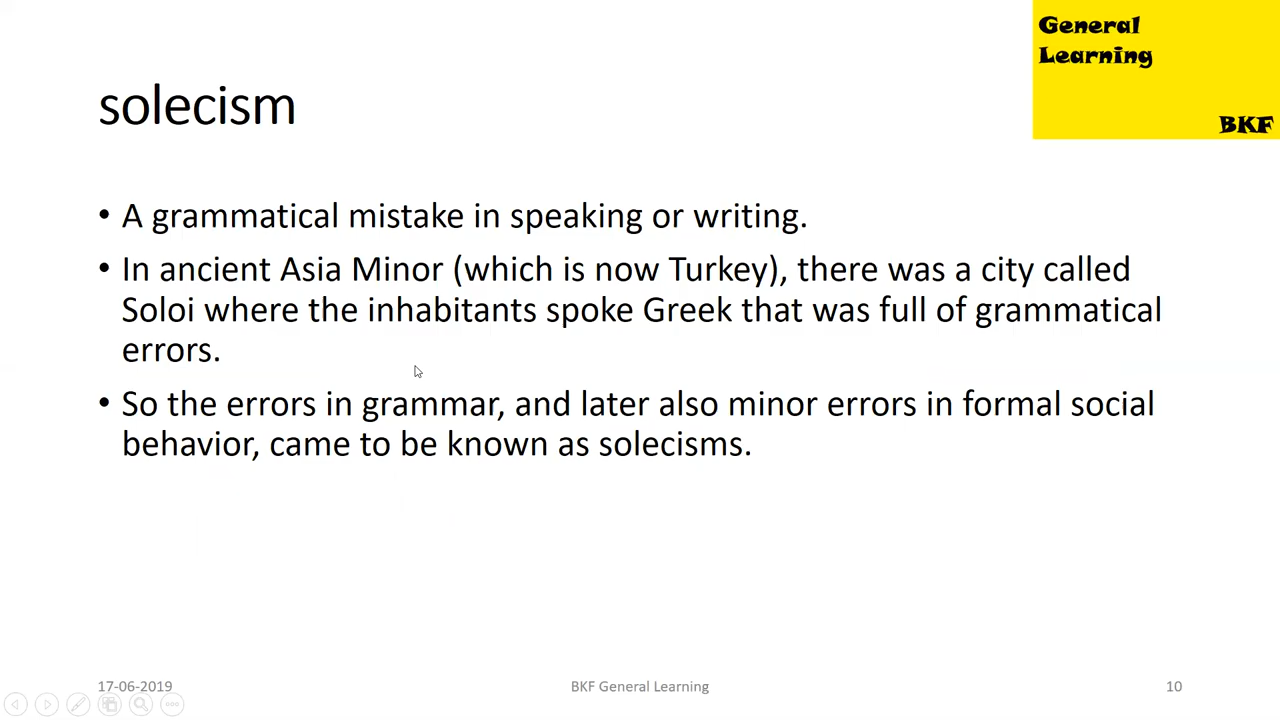 General
Learning
BKF
solecism
• A grammatical mistake in speaking or writing.
• In ancient Asia Minor (which is now Turkey), there was a city called
Soloi where the inhabitants spoke Greek that was full of grammatical
errors.
• So the errors in grammar, and later also minor errors in formal social
behavior, came to be known as solecisms.
17-06-2019
BKF General Learning
10